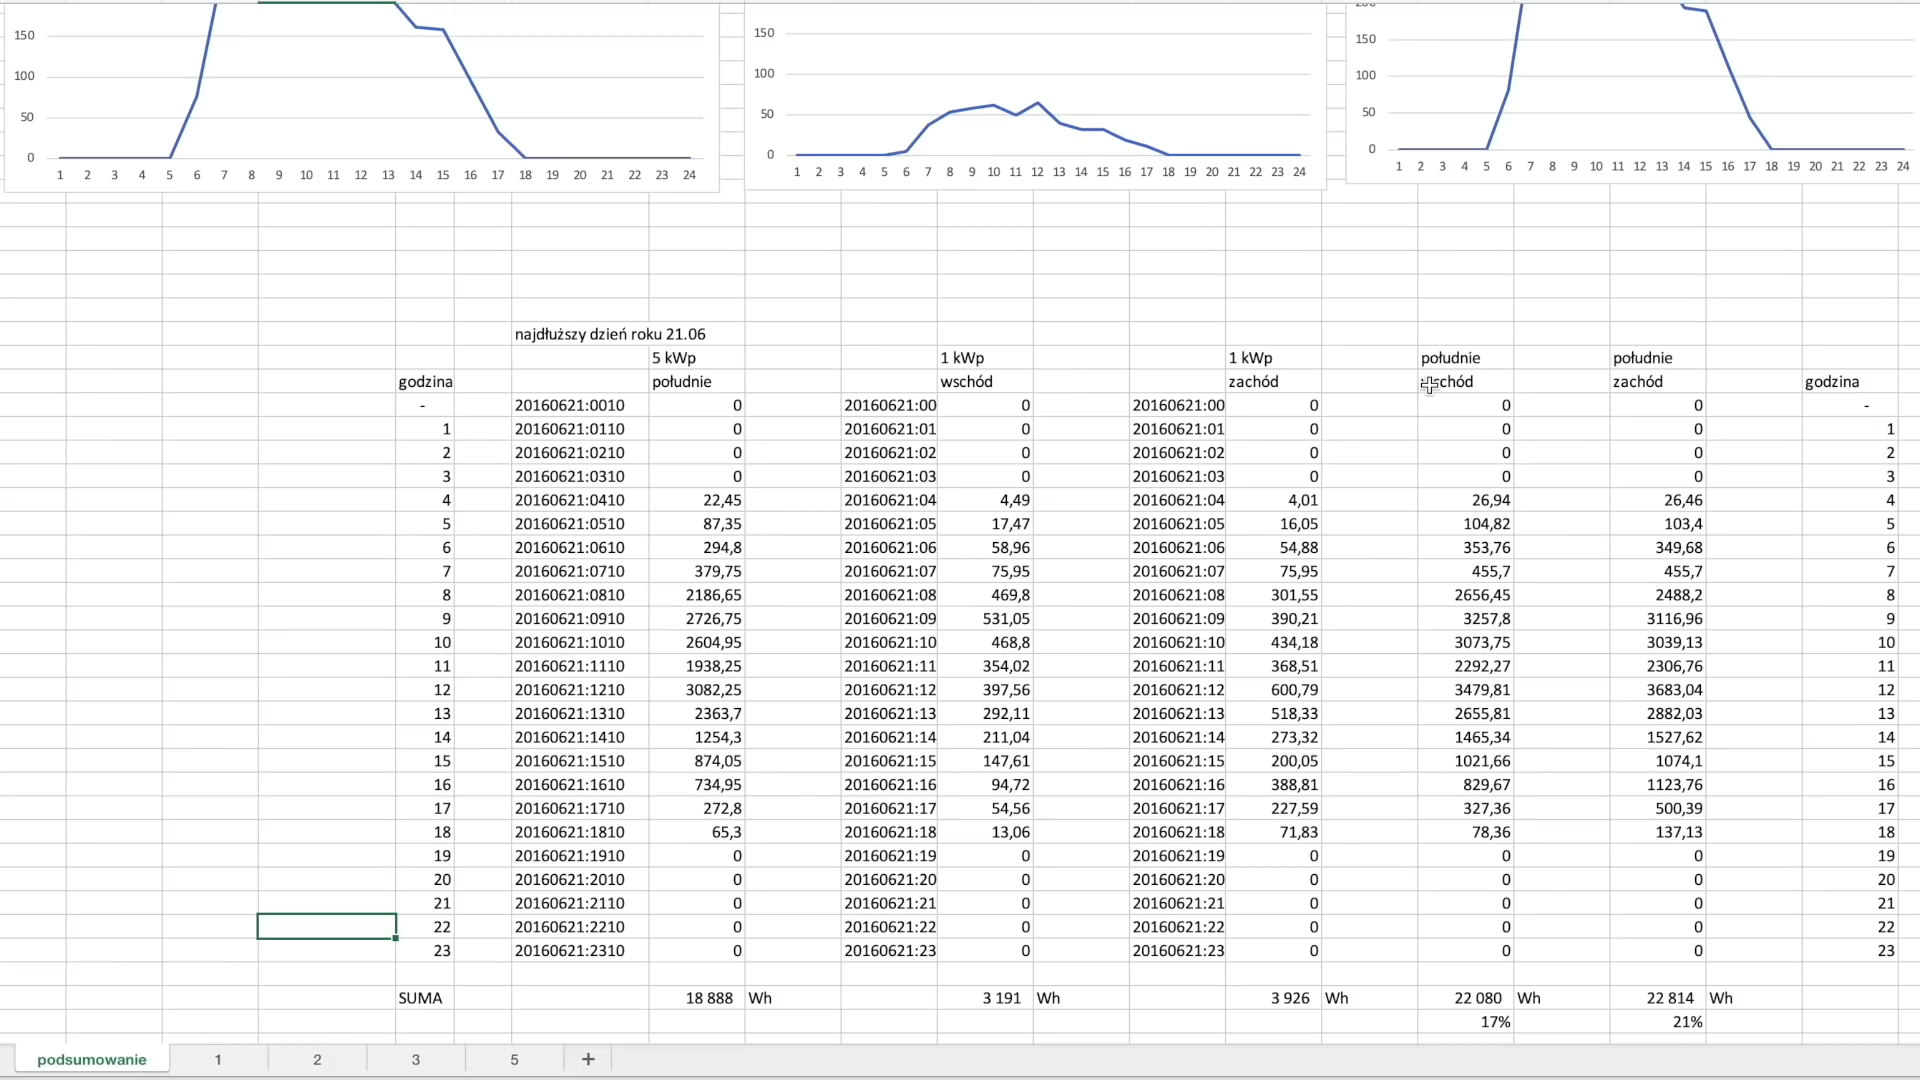 150
100
50
0
1 2 3 4 5 6 7 8 9 10 11 12 13 14 15 16 17 18 19 20 21 22 23 24
150
100
50
0
1 2 3 4 5 6 7 8 9 10 11 12 13 14 15 16 17 18 19 20 21 22 23 24
150
100
50
0
1 2 3 4 5 6 7 8 9 10 11 12 13 14 15 16 17 18 19 20 21 22 23 24
najdłuższy dzień roku 21.06
5 kWp 1 kWp 1 kWp południe południe
godzina południe wschód zachód zachód godzina
- 20160621:0010 0 20160621:00 0 20160621:00 0 0 0 -
1 20160621:0110 0 20160621:01 0 20160621:01 0 0 0 1
2 20160621:0210 0 20160621:02 0 20160621:02 0 0 0 2
3 20160621:0310 0 20160621:03 0 20160621:03 0 0 0 3
4 20160621:0410 22,45 20160621:04 4,49 20160621:04 4,01 26,94 26,46 4
5 20160621:0510 87,35 20160621:05 17,47 20160621:05 16,05 104,82 103,4 5
6 20160621:0610 294,8 20160621:06 58,96 20160621:06 54,88 353,76 349,68 6
7 20160621:0710 379,75 20160621:07 75,95 20160621:07 75,95 455,7 455,7 7
8 20160621:0810 2186,65 20160621:08 469,8 20160621:08 301,55 2656,45 2488,2 8
9 20160621:0910 2726,75 20160621:09 531,05 20160621:09 390,21 3257,8 3116,96 9
10 20160621:1010 2604,95 20160621:10 468,8 20160621:10 434,18 3073,75 3039,13 10
11 20160621:1110 1938,25 20160621:11 354,02 20160621:11 368,51 2292,27 2306,76 11
12 20160621:1210 3082,25 20160621:12 397,56 20160621:12 600,79 3479,81 3683,04 12
13 20160621:1310 2363,7 20160621:13 292,11 20160621:13 518,33 2655,81 2882,03 13
14 20160621:1410 1254,3 20160621:14 211,04 20160621:14 273,32 1465,34 1527,62 14
15 20160621:1510 874,05 20160621:15 147,61 20160621:15 200,05 1021,66 1074,1 15
16 20160621:1610 734,95 20160621:16 94,72 20160621:16 388,81 829,67 1123,76 16
17 20160621:1710 272,8 20160621:17 54,56 20160621:17 227,59 327,36 500,39 17
18 20160621:1810 65,3 20160621:18 13,06 20160621:18 71,83 78,36 137,13 18
19 20160621:1910 0 20160621:19 0 20160621:19 0 0 0 19
20 20160621:2010 0 20160621:20 0 20160621:20 0 0 0 20
21 20160621:2110 0 20160621:21 0 20160621:21 0 0 0 21
22 20160621:2210 0 20160621:22 0 20160621:22 0 0 0 22
23 20160621:2310 0 20160621:23 0 20160621:23 0 0 0 23
SUMA 18 888 Wh 3 191 Wh 3 926 Wh 22 080 Wh 22 814 Wh
17% 21%
podsumowanie 1 2 3 5 +